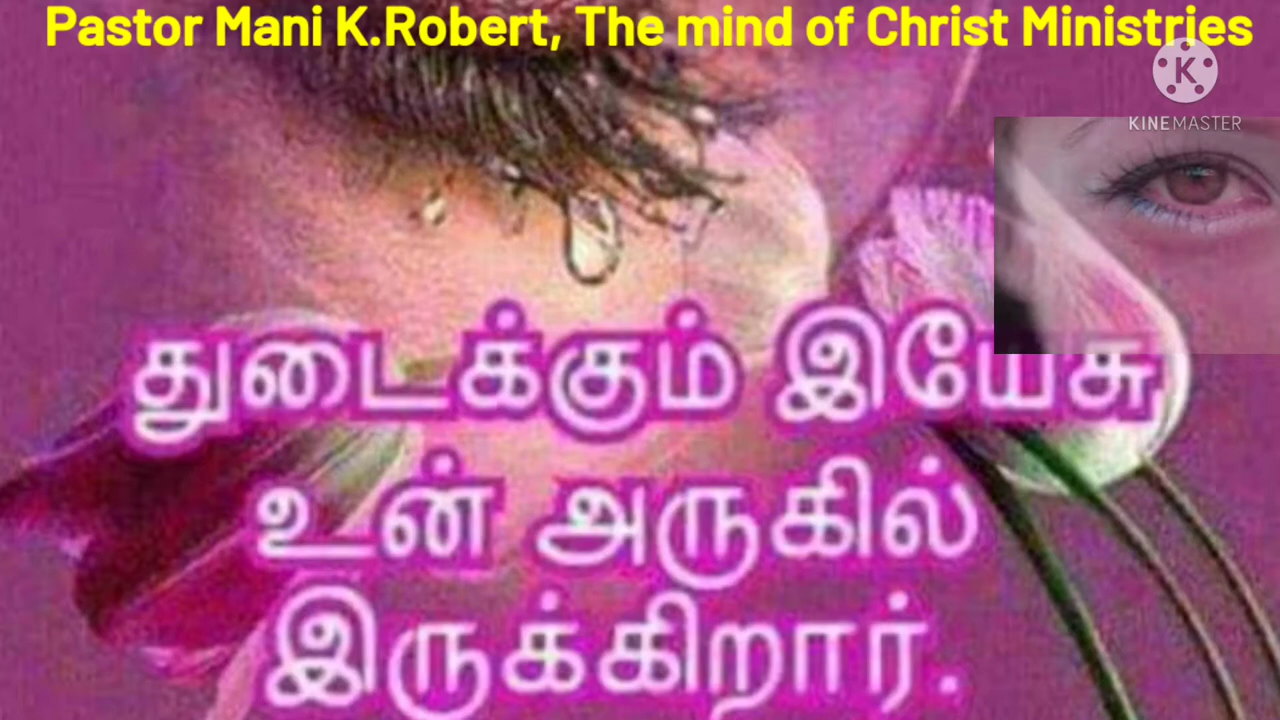 Pastor Mani K.Robert, The mind of Christ Ministries
K
KINEMASTER
துடைக்கும் இயேசு
உன் அருகில்
இருக்கிறார்.